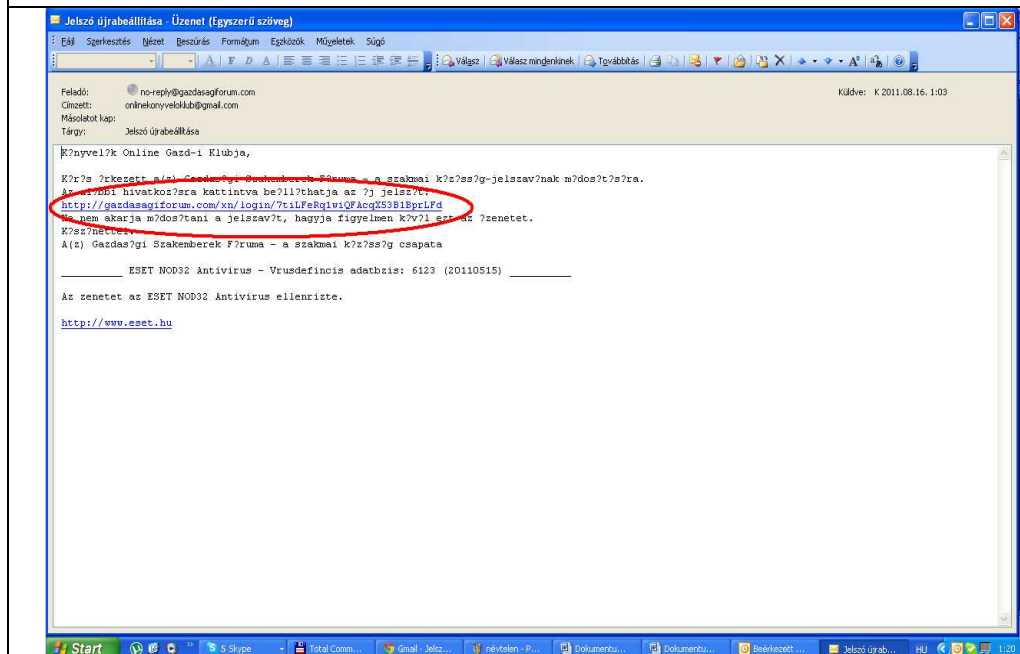 Jelszó újrabeállítása - Üzenet (Egyszerű szöveg)
Fájl Szerkesztés Nézet Beszúrás Formátum Eszközök Műveletek Súgó
Válasz Válasz mindenkinek Továbbítás
Feladó: no-reply@gazdasagiforum.com Küldve: K 2011.08.16. 1:03
Címzett: onlinekonyveloklub@gmail.com
Másolatot kap:
Tárgy: Jelszó újrabeállítása
K?nyvel?k Online Gazd-i Klubja,
K?r?s ?rkezett a(z) Gazdas?gi Szakemberek F?ruma - a szakmai k?z?ss?g-jelszav?nak m?dos?t?s?ra.
Az al?bbi hivatkoz?sra kattintva be?ll?thatja az ?j jelsz?t:
http://gazdasagiforum.com/xn/login/7tiLFeRq1wiQFAcqX53B1BprLFd
Ha nem akarja m?dos?tani a jelszav?t, hagyja figyelmen k?v?l ezt az ?zenetet.
K?sz?nettel:
A(z) Gazdas?gi Szakemberek F?ruma - a szakmai k?z?ss?g csapata
__________ ESET NOD32 Antivirus - Vrusdefincis adatbzis: 6123 (20110515) __________
Az zenetet az ESET NOD32 Antivirus ellenrizte.
http://www.eset.hu
Start 5 Skype Total Comm... Gmail - Jelsz... névtelen - P... Dokumentu... Dokumentu... Beérkezett ... Jelszó újrab... HU 1:20